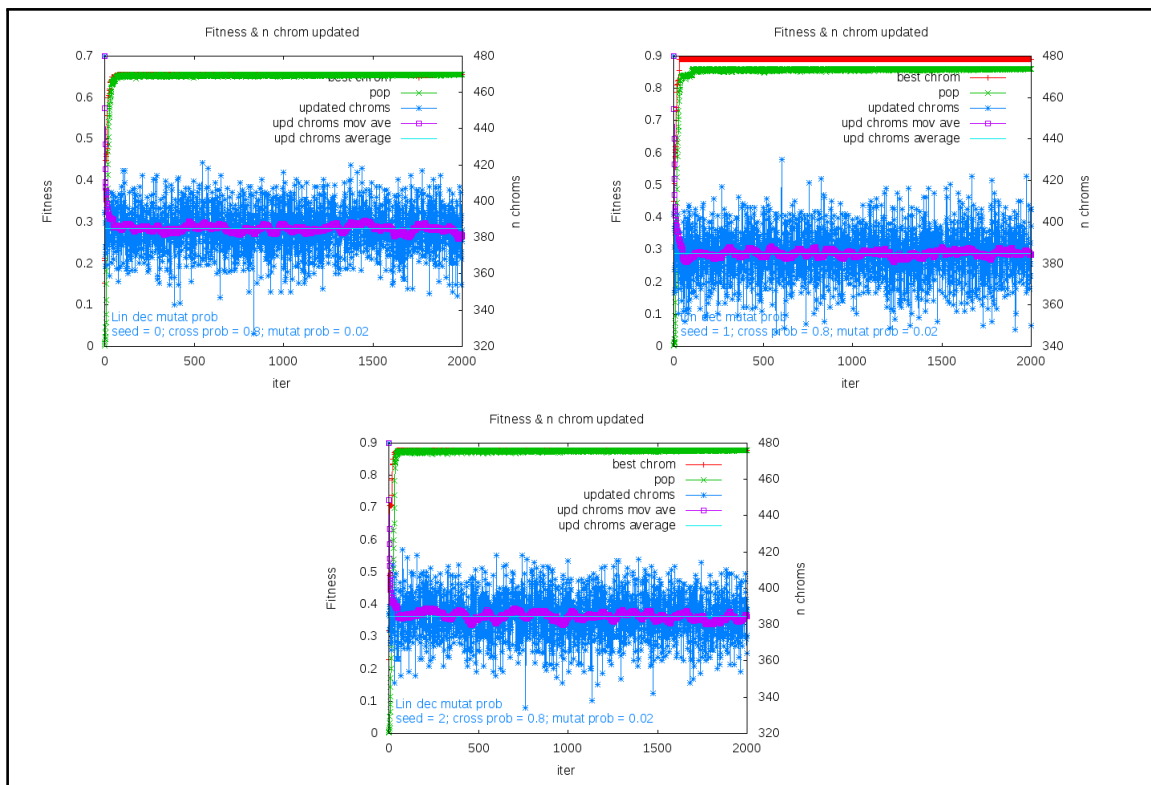 Fitness & n chrom updated
0.7
0.6
0.5
0.4
0.3
0.2
0.1
0
480
460
440
420
400
380
360
340
320
best chrom
pop
updated chroms
upd chroms mov ave
upd chroms average
Fitness
n chroms
Lin dec mutat prob
seed = 0; cross prob = 0.8; mutat prob = 0.02
0 500 1000 1500 2000
iter
Fitness & n chrom updated
0.9
0.8
0.7
0.6
0.5
0.4
0.3
0.2
0.1
0
480
460
440
420
400
380
360
340
best chrom
pop
updated chroms
upd chroms mov ave
upd chroms average
Fitness
n chroms
Lin dec mutat prob
seed = 1; cross prob = 0.8; mutat prob = 0.02
0 500 1000 1500 2000
iter
Fitness & n chrom updated
0.9
0.8
0.7
0.6
0.5
0.4
0.3
0.2
0.1
0
480
460
440
420
400
380
360
340
320
best chrom
pop
updated chroms
upd chroms mov ave
upd chroms average
Fitness
n chroms
Lin dec mutat prob
seed = 2; cross prob = 0.8; mutat prob = 0.02
0 500 1000 1500 2000
iter